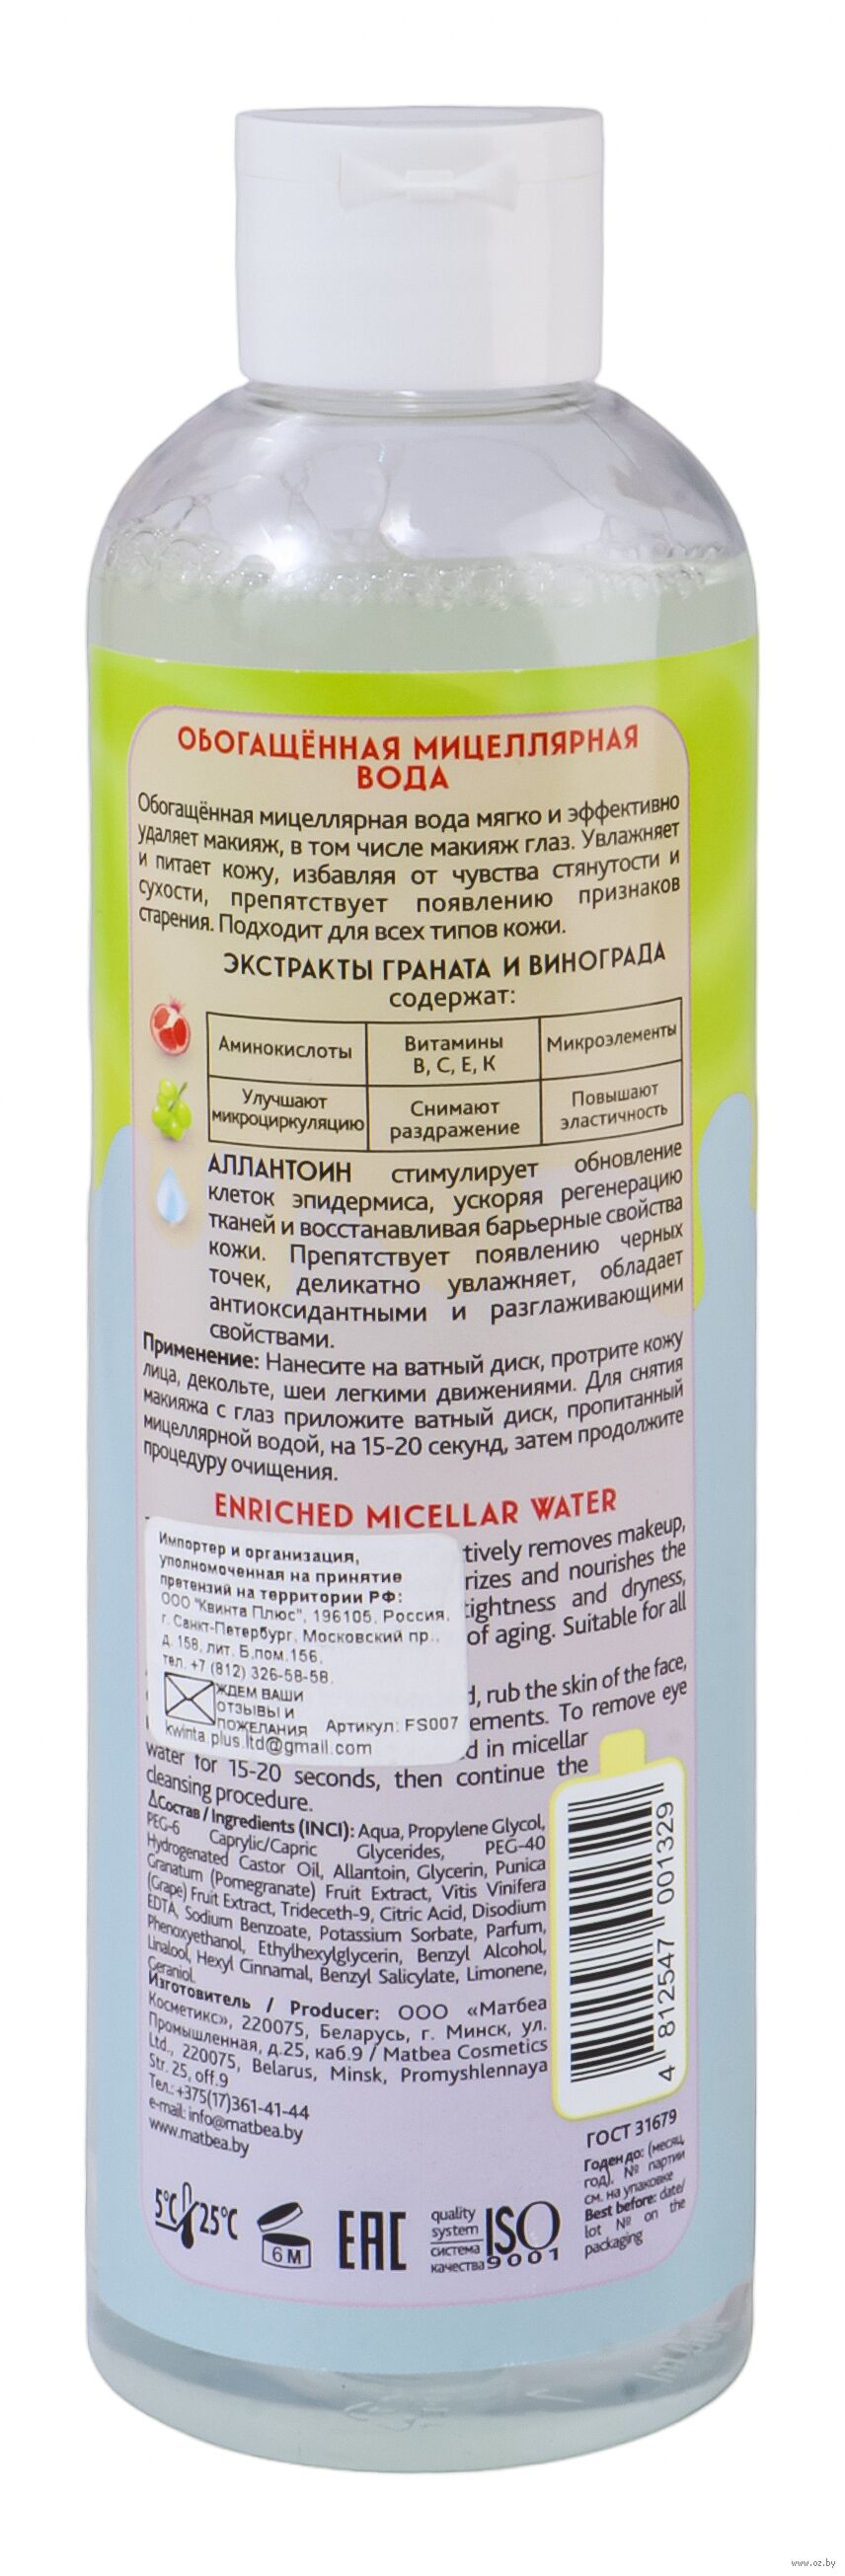 ОБОГАЩЁННАЯ МИЦЕЛЛЯРНАЯ
ВОДА
Обогащённая мицеллярная вода мягко и эффективно
удаляет макияж, в том числе макияж глаз. Увлажняет
и питает кожу, избавляя от чувства стянутости и
сухости, препятствует появлению признаков
старения. Подходит для всех типов кожи.
ЭКСТРАКТЫ ГРАНАТА И ВИНОГРАДА
содержат:
Аминокислоты
Витамины
B, C, E, K
Микроэлементы
Улучшают
микроциркуляцию
Снимают
раздражение
Повышают
эластичность
АЛЛАНТОИН стимулирует обновление
клеток эпидермиса, ускоряя регенерацию
тканей и восстанавливая барьерные свойства
кожи. Препятствует появлению черных
точек, деликатно увлажняет, обладает
антиоксидантными и разглаживающими
свойствами.
Применение: Нанесите на ватный диск, протрите кожу
лица, декольте, шеи легкими движениями. Для снятия
макияжа с глаз приложите ватный диск, пропитанный
мицеллярной водой, на 15-20 секунд, затем продолжите
процедуру очищения.
ENRICHED MICELLAR WATER
tively removes makeup,
rizes and nourishes the
tightness and dryness,
of aging. Suitable for all
d, rub the skin of the face,
ements. To remove eye
d in micellar
water for 15-20 seconds, then continue the
cleansing procedure.
Импортер и организация,
уполномоченная на принятие
претензий на территории РФ:
ООО "Квинта Плюс", 196105, Россия,
г. Санкт-Петербург, Московский пр.,
д. 158, лит. Б,пом.156,
тел. +7 (812) 326-58-58.
ЖДЕМ ВАШИ
ОТЗЫВЫ И
ПОЖЕЛАНИЯ Артикул: FS007
kwinta.plus.ltd@gmail.com
ΔСостав / Ingredients (INCI): Aqua, Propylene Glycol,
PEG-6 Caprylic/Capric Glycerides, PEG-40
Hydrogenated Castor Oil, Allantoin, Glycerin, Punica
Granatum (Pomegranate) Fruit Extract, Vitis Vinifera
(Grape) Fruit Extract, Trideceth-9, Citric Acid, Disodium
EDTA, Sodium Benzoate, Potassium Sorbate, Parfum,
Phenoxyethanol, Ethylhexylglycerin, Benzyl Alcohol,
Linalool, Hexyl Cinnamal, Benzyl Salicylate, Limonene,
Geraniol.
Изготовитель / Producer: ООО «Матбеа
Косметикс», 220075, Беларусь, г. Минск, ул.
Промышленная, д.25, каб.9 / Matbea Cosmetics
Ltd., 220075, Belarus, Minsk, Promyshlennaya
Str. 25, off.9
Тел.: +375(17)361-41-44
e-mail: info@matbea.by
www.matbea.by
4 812547 001329
ГОСТ 31679
Годен до: (месяц,
год), № партии
см. на упаковке
Best before: date/
lot № on the
packaging
5°C 25°C
6 M
EAC
quality
system
система
качества
ISO
9001
www.oz.by